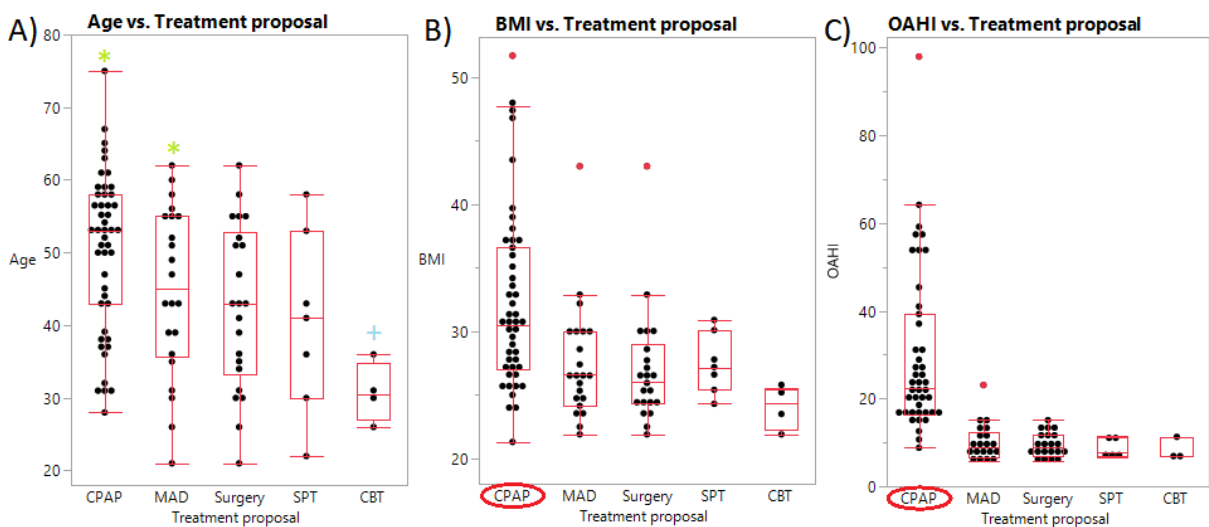 A)
Age vs. Treatment proposal
80
70
60
50
40
30
20
Age
*
*
+
CPAP MAD Surgery SPT CBT
Treatment proposal
B)
BMI vs. Treatment proposal
50
40
30
20
BMI
CPAP MAD Surgery SPT CBT
Treatment proposal
C)
OAHI vs. Treatment proposal
100
80
60
40
20
0
OAHI
CPAP MAD Surgery SPT CBT
Treatment proposal